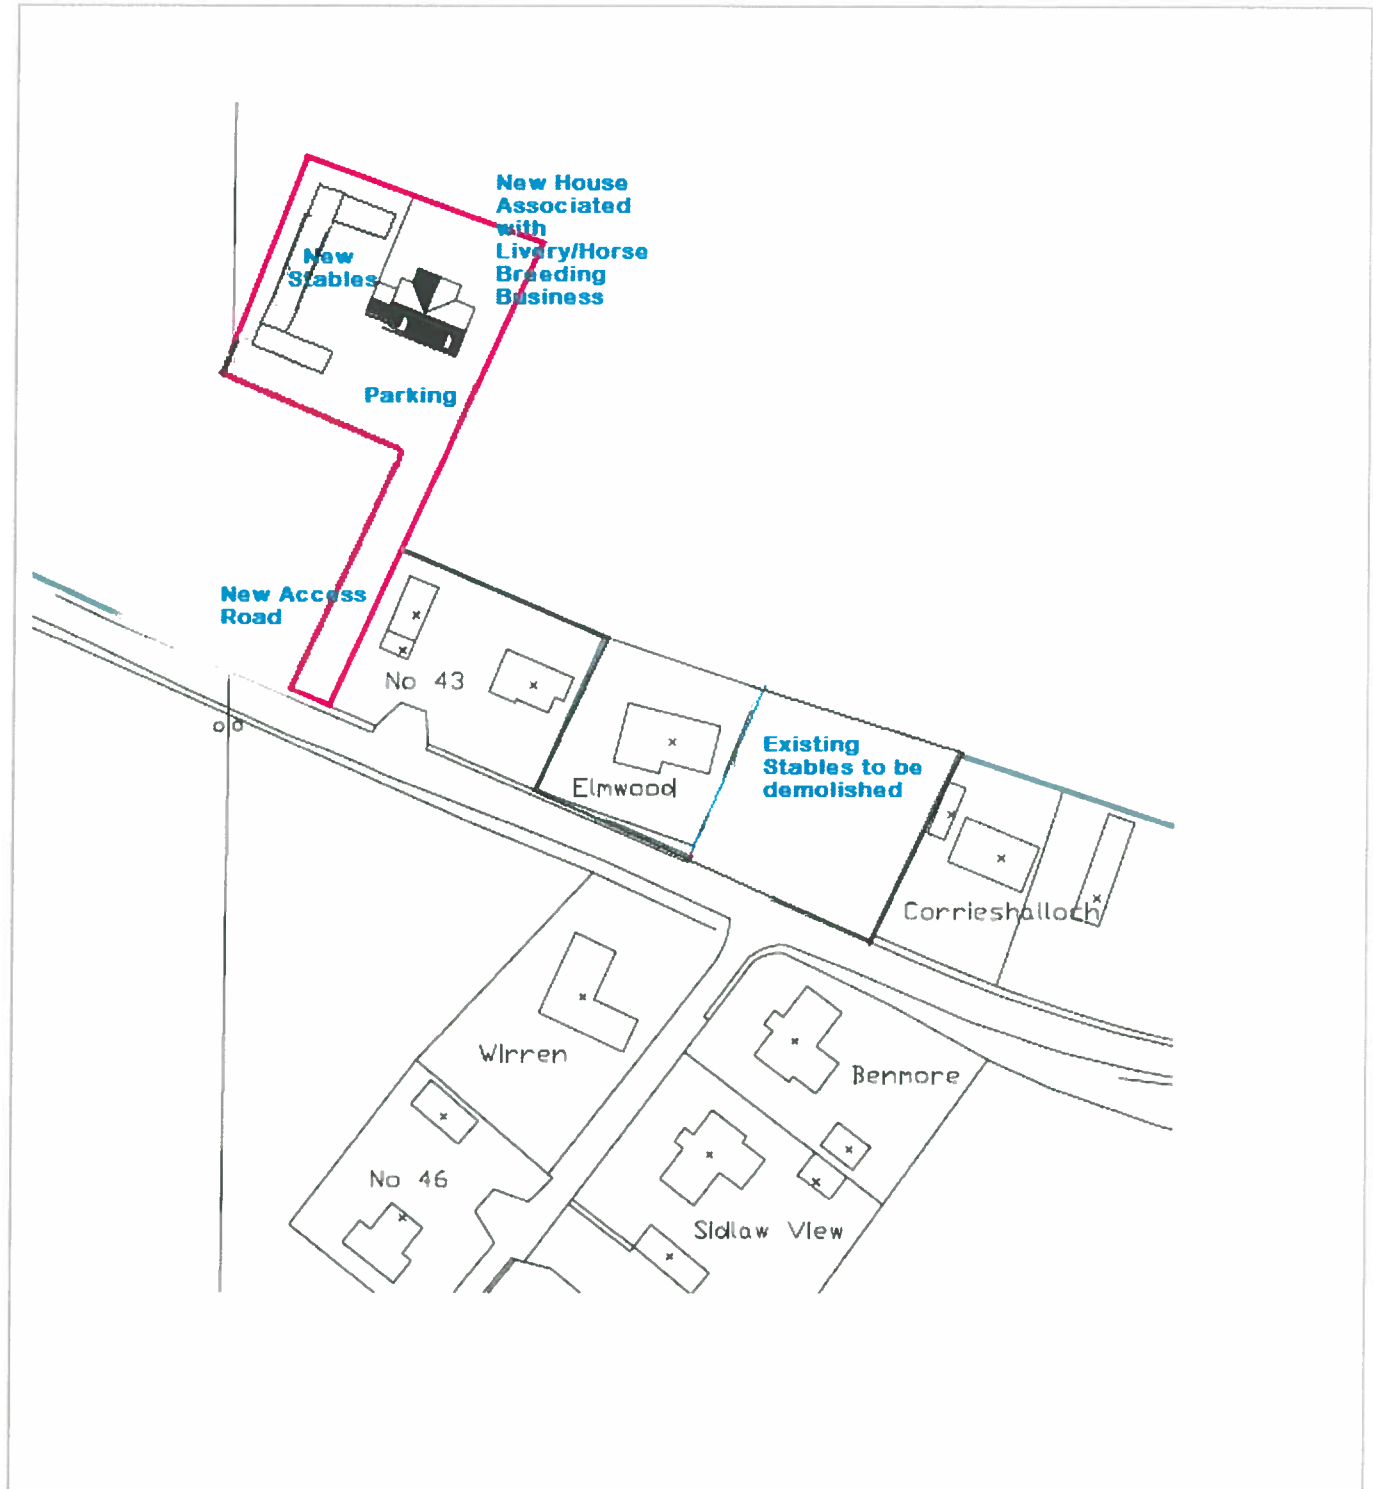 New House
Associated
with
Livery/Horse
Breeding
Business
New
Stables
Parking
New Access
Road
No 43
Elmwood
Existing
Stables to be
demolished
Corrieshalloch
Wirren
Benmore
No 46
Sidlaw View